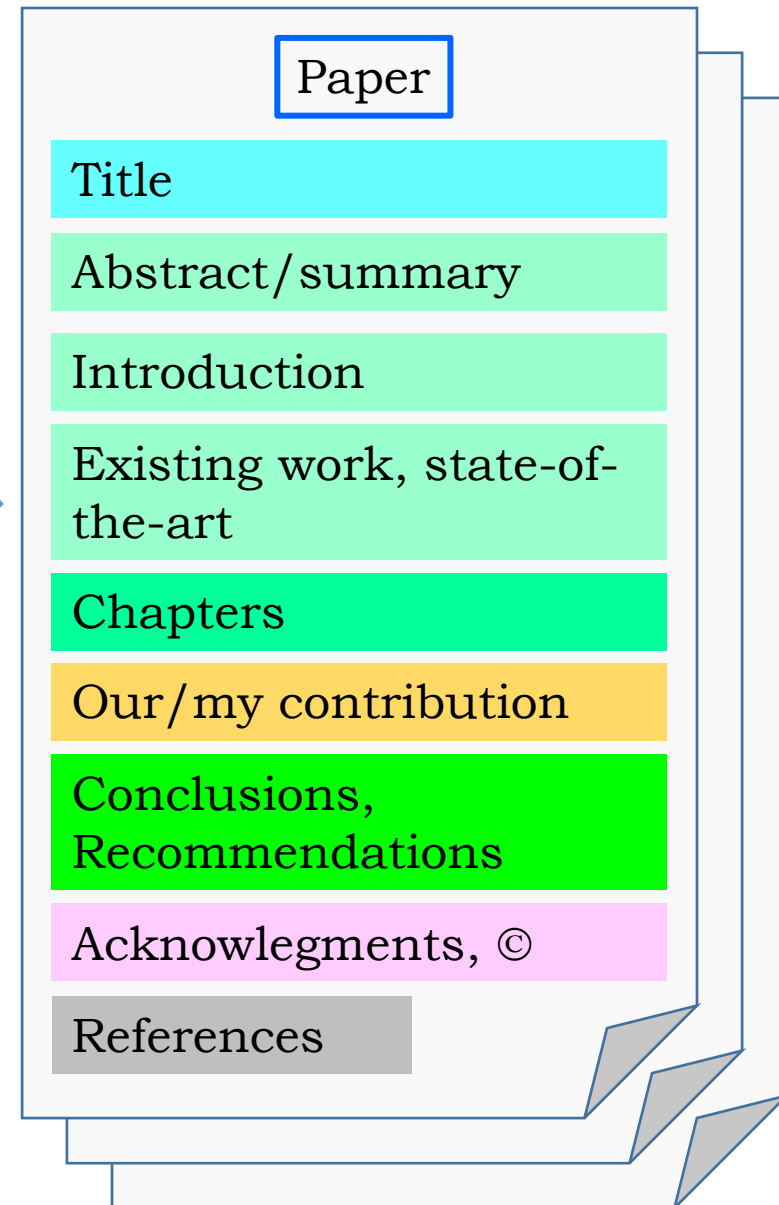 Paper
Title
Abstract/summary
Introduction
Existing work, state-of-
the-art
Chapters
Our/my contribution
Conclusions,
Recommendations
Acknowlegments, ©
References